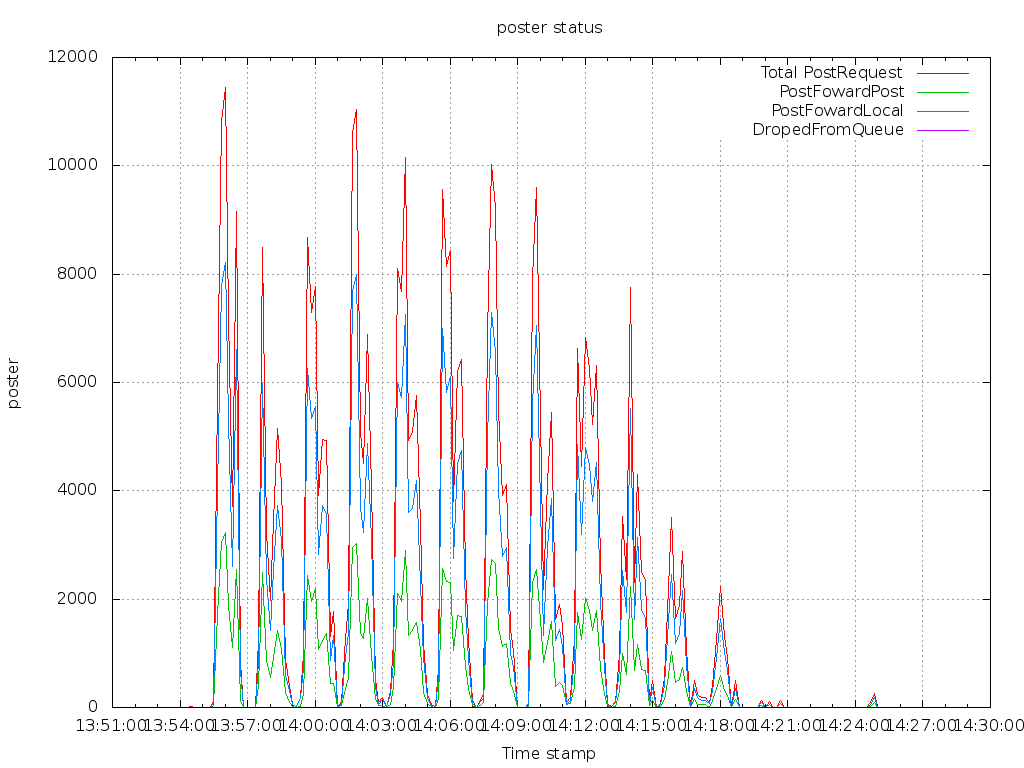 poster status
12000
10000
8000
6000
4000
2000
0
poster
Total PostRequest
PostFowardPost
PostFowardLocal
DropedFromQueue
13:51:00 13:54:00 13:57:00 14:00:00 14:03:00 14:06:00 14:09:00 14:12:00 14:15:00 14:18:00 14:21:00 14:24:00 14:27:00 14:30:00
Time stamp